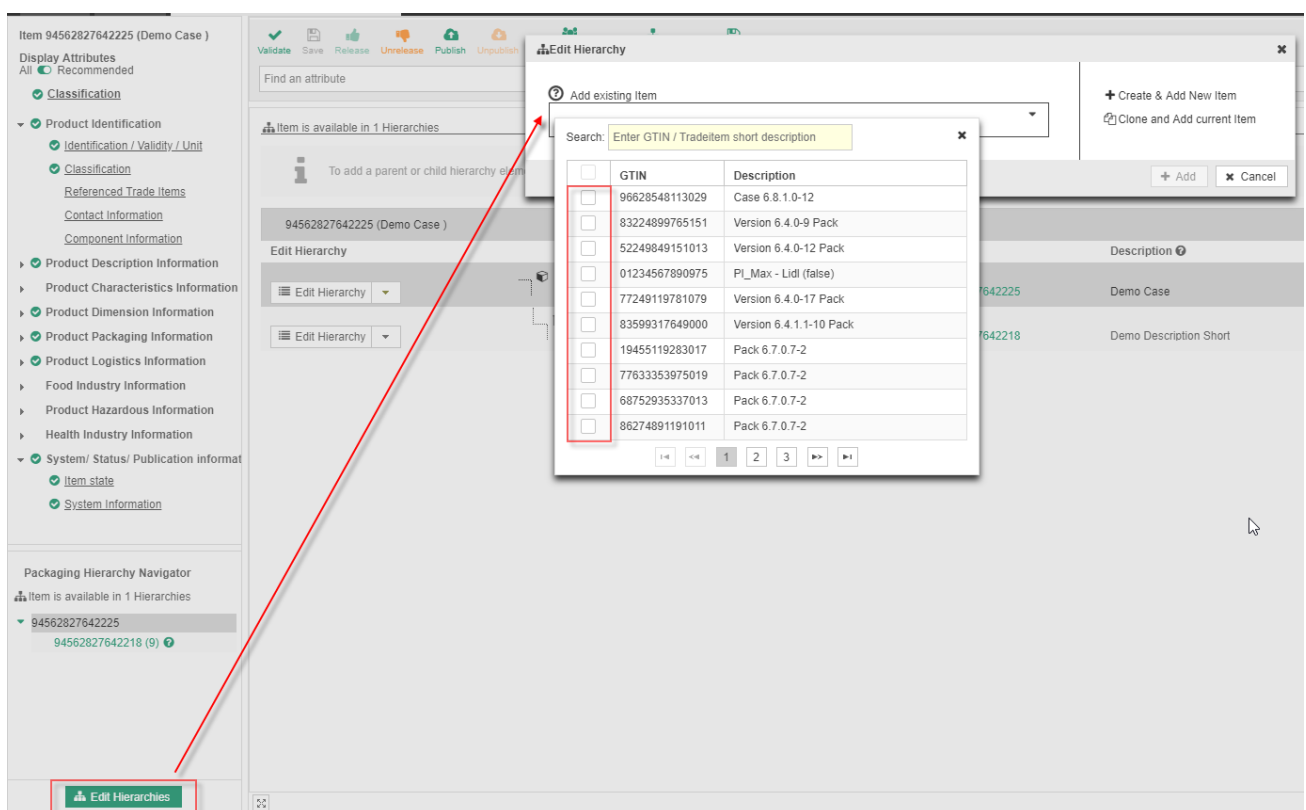 Item 94562827642225 (Demo Case )
Display Attributes
All Recommended
Classification
Product Identification
Identification / Validity / Unit
Classification
Referenced Trade Items
Contact Information
Component Information
Product Description Information
Product Characteristics Information
Product Dimension Information
Product Packaging Information
Product Logistics Information
Food Industry Information
Product Hazardous Information
Health Industry Information
System/ Status/ Publication informat
Item state
System Information
Packaging Hierarchy Navigator
Item is available in 1 Hierarchies
94562827642225
94562827642218 (9)
Edit Hierarchies
Validate Save Release Unrelease Publish Unpublish
Find an attribute
Item is available in 1 Hierarchies
To add a parent or child hierarchy elem
94562827642225 (Demo Case )
Edit Hierarchy Description
Edit Hierarchy 7642225 Demo Case
Edit Hierarchy 7642218 Demo Description Short
Edit Hierarchy
Add existing Item
Create & Add New Item
Clone and Add current Item
Add Cancel
Search: Enter GTIN / Tradeitem short description
GTIN Description
96628548113029 Case 6.8.1.0-12
83224899765151 Version 6.4.0-9 Pack
52249849151013 Version 6.4.0-12 Pack
01234567890975 PI_Max - Lidl (false)
77249119781079 Version 6.4.0-17 Pack
83599317649000 Version 6.4.1.1-10 Pack
19455119283017 Pack 6.7.0.7-2
77633353975019 Pack 6.7.0.7-2
68752935337013 Pack 6.7.0.7-2
86274891191011 Pack 6.7.0.7-2
1 2 3